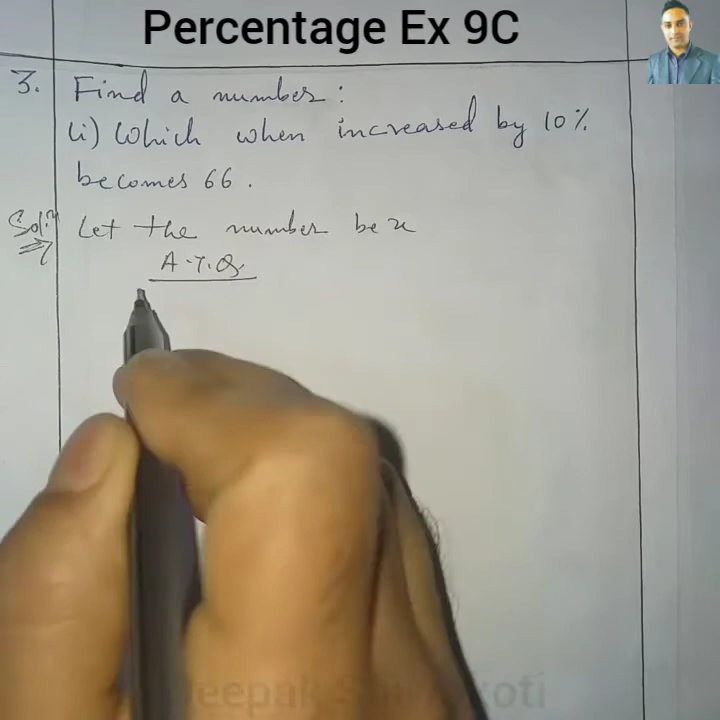 Percentage Ex 9C
3. Find a number:
(i) Which when increased by 10%
becomes 66.
Sol:n Let the number be x
⇒ A.T.Q.